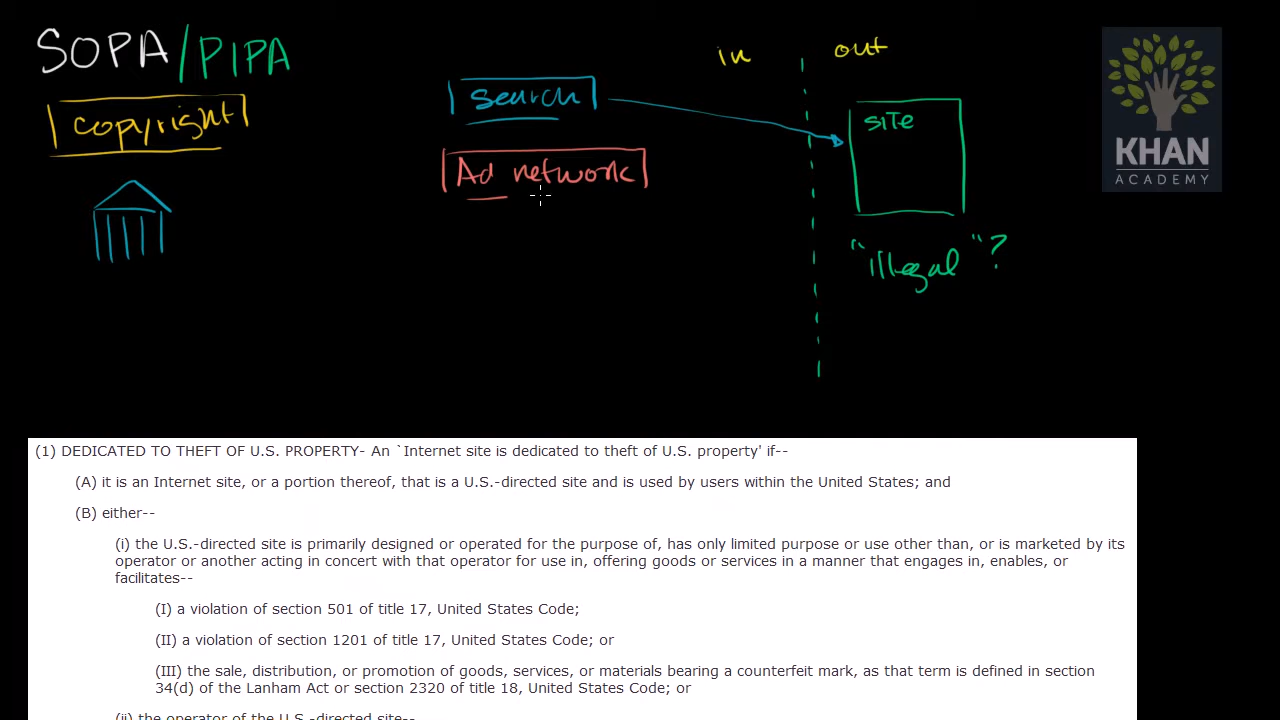 SOPA/PIPA
copyright
search
Ad network
in
out
SITE
"illegal"?
KHAN
ACADEMY
(1) DEDICATED TO THEFT OF U.S. PROPERTY- An `Internet site is dedicated to theft of U.S. property' if--
(A) it is an Internet site, or a portion thereof, that is a U.S.-directed site and is used by users within the United States; and
(B) either--
(i) the U.S.-directed site is primarily designed or operated for the purpose of, has only limited purpose or use other than, or is marketed by its
operator or another acting in concert with that operator for use in, offering goods or services in a manner that engages in, enables, or
facilitates--
(I) a violation of section 501 of title 17, United States Code;
(II) a violation of section 1201 of title 17, United States Code; or
(III) the sale, distribution, or promotion of goods, services, or materials bearing a counterfeit mark, as that term is defined in section
34(d) of the Lanham Act or section 2320 of title 18, United States Code; or
(ii) the operator of the U.S.-directed site--